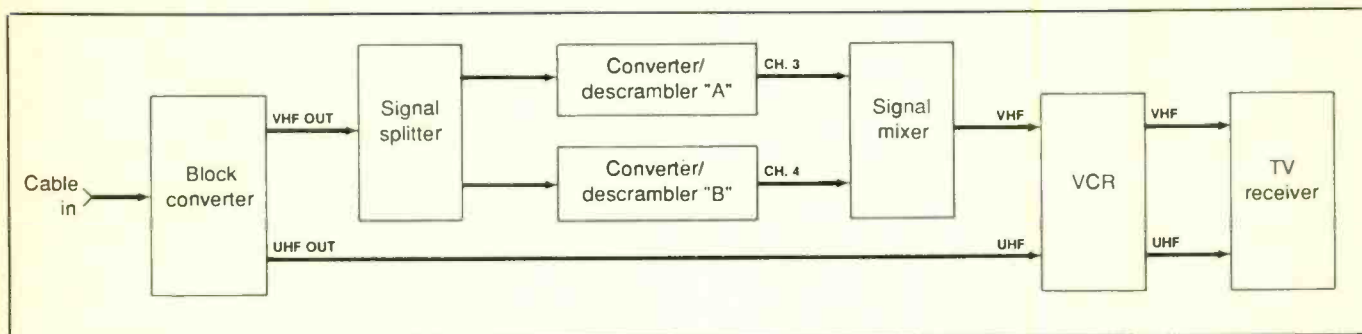 Cable
in
Block
converter
VHF OUT
UHF OUT
Signal
splitter
Converter/
descrambler "A"
CH. 3
Converter/
descrambler "B"
CH. 4
Signal
mixer
VHF
UHF
VCR
VHF
UHF
TV
receiver